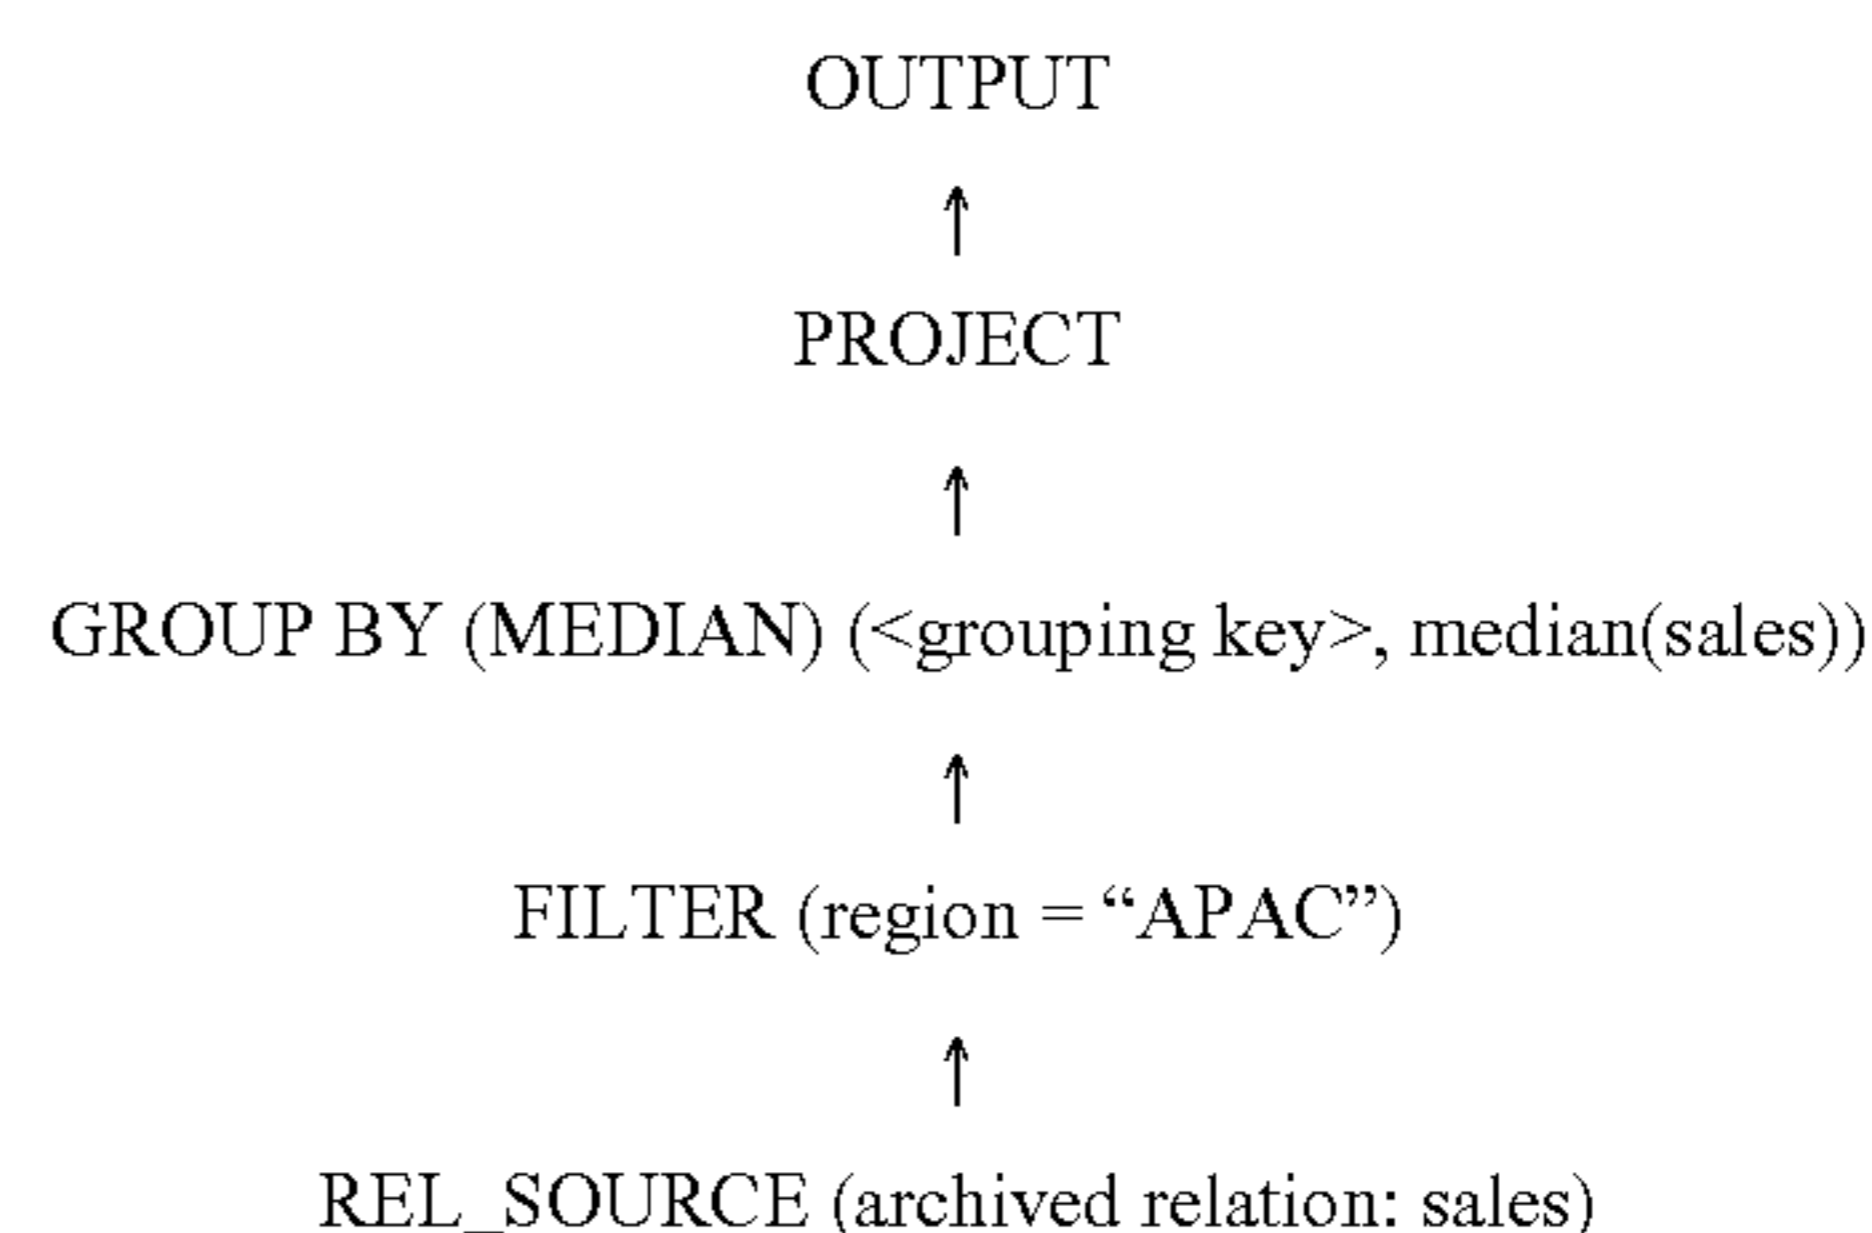 OUTPUT
↑
PROJECT
↑
GROUP BY (MEDIAN) (<grouping key>, median(sales))
↑
FILTER (region = “APAC”)
↑
REL_SOURCE (archived relation: sales)